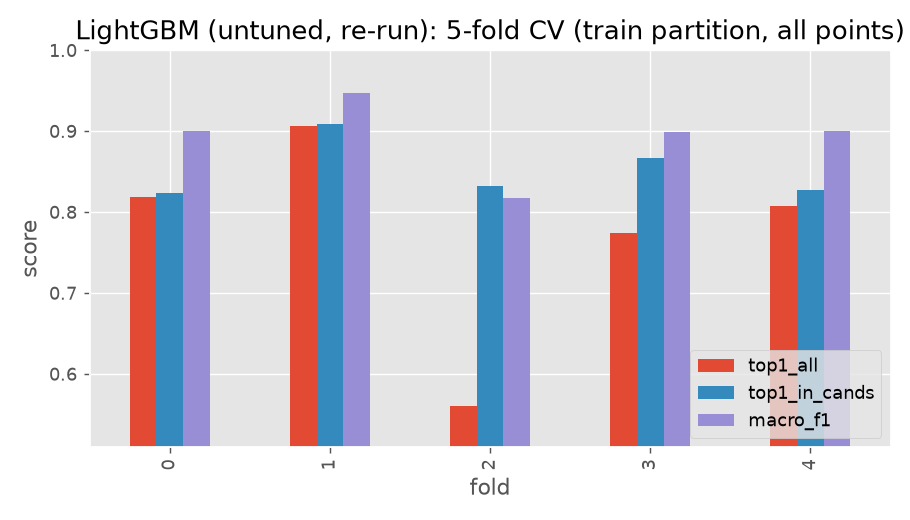 LightGBM (untuned, re-run): 5-fold CV (train partition, all points)
1.0
0.9
0.8
0.7
0.6
score
0
1
2
3
4
fold
top1_all
top1_in_cands
macro_f1